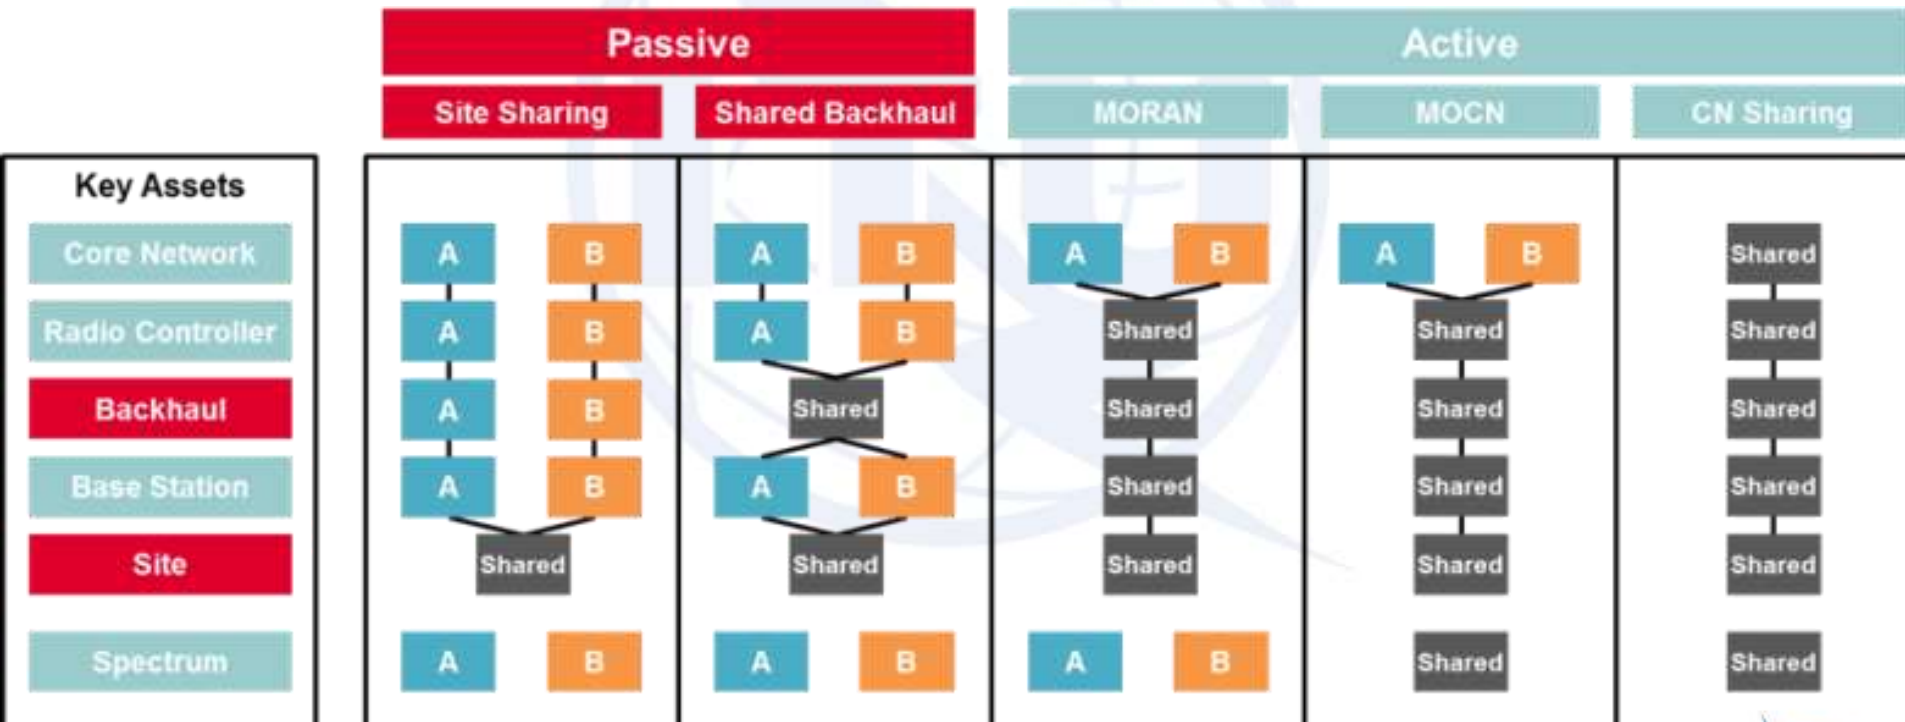 Passive Active
Site Sharing Shared Backhaul MORAN MOCN CN Sharing
Key Assets
Core Network A B A B A B A B Shared
Radio Controller A B A B Shared Shared Shared
Backhaul A B Shared Shared Shared Shared
Base Station A B A B Shared Shared Shared
Site Shared Shared Shared Shared Shared
Spectrum A B A B A B Shared Shared